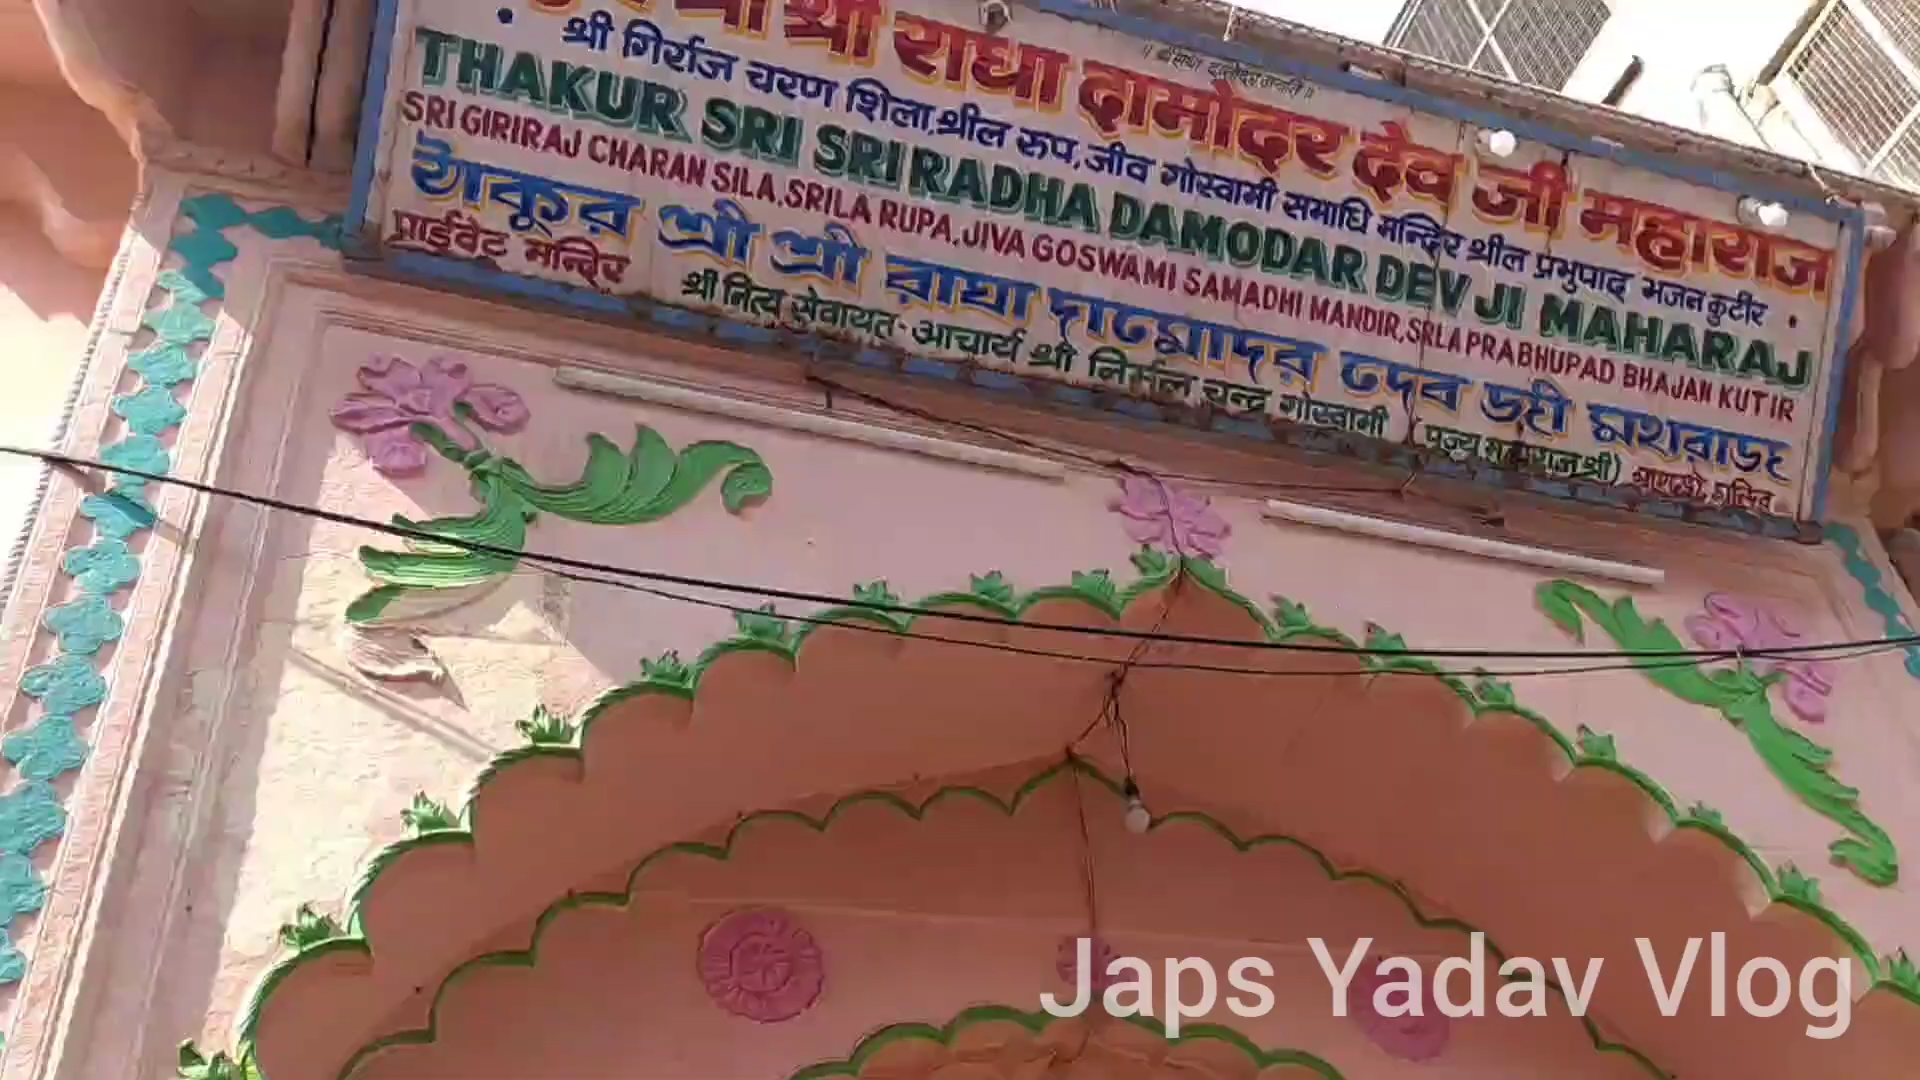 श्री श्री राधा दामोदर देव जी महाराज
श्री गिर्राज चरण शिला,श्रील रुप,जीव गोस्वामी समाधि मन्दिर श्रील प्रभुपाद भजन कुटीर
THAKUR SRI SRI RADHA DAMODAR DEV JI MAHARAJ
SRI GIRIRAJ CHARAN SILA,SRILA RUPA,JIVA GOSWAMI SAMADHI MANDIR,SRLA PRABHUPAD BHAJAN KUTIR
ঠাকুর শ্রী শ্রী রাধা দামোদর দেব জী মহারাজ
प्राईवेट मन्दिर
श्री नित्य सेवायत- आचार्य श्री निर्मल चन्द्र गोस्वामी
Japs Yadav Vlog